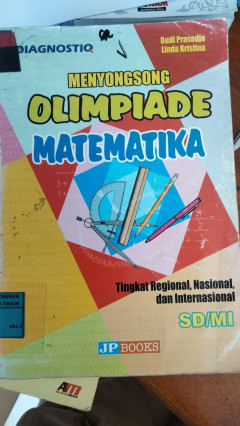 DIAGNOSTIQ
Budi Prasodjo
Linda Kristina
MENYONGSONG
OLIMPIADE
MATEMATIKA
Tingkat Regional, Nasional,
dan Internasional
SD/MI
JP BOOKS